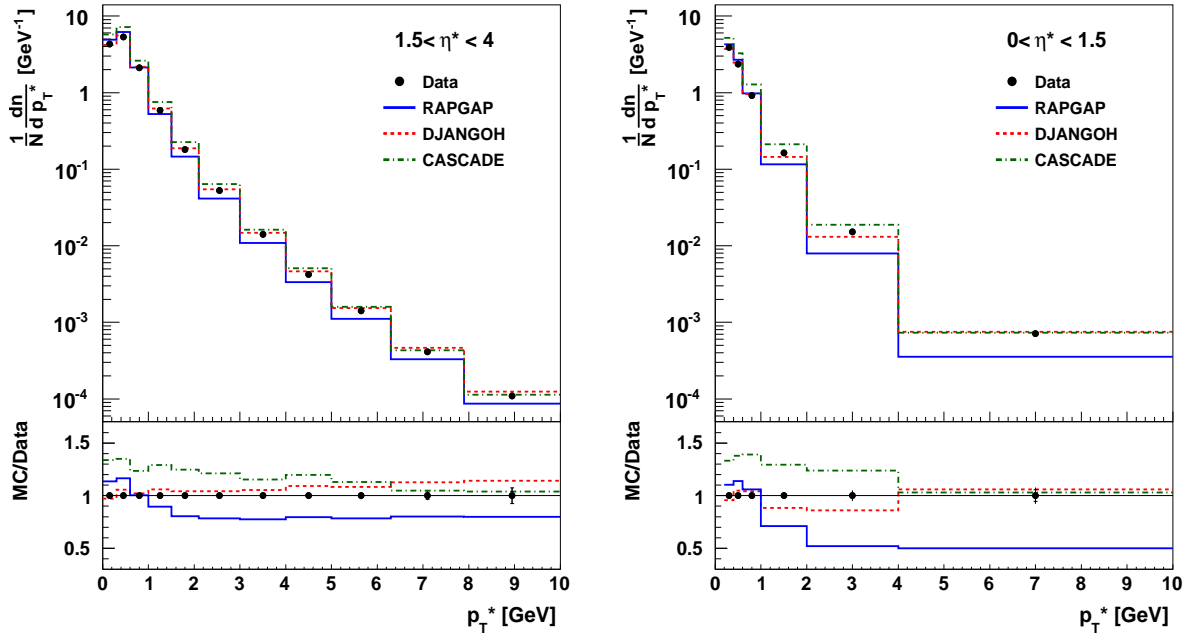 1/N dn/d p_T* [GeV⁻¹]
1.5< η* < 4
Data
RAPGAP
DJANGOH
CASCADE
10
1
10⁻¹
10⁻²
10⁻³
10⁻⁴
MC/Data
1.5
1
0.5
0 1 2 3 4 5 6 7 8 9 10
p_T* [GeV]
1/N dn/d p_T* [GeV⁻¹]
0< η* < 1.5
Data
RAPGAP
DJANGOH
CASCADE
10
1
10⁻¹
10⁻²
10⁻³
10⁻⁴
MC/Data
1.5
1
0.5
0 1 2 3 4 5 6 7 8 9 10
p_T* [GeV]